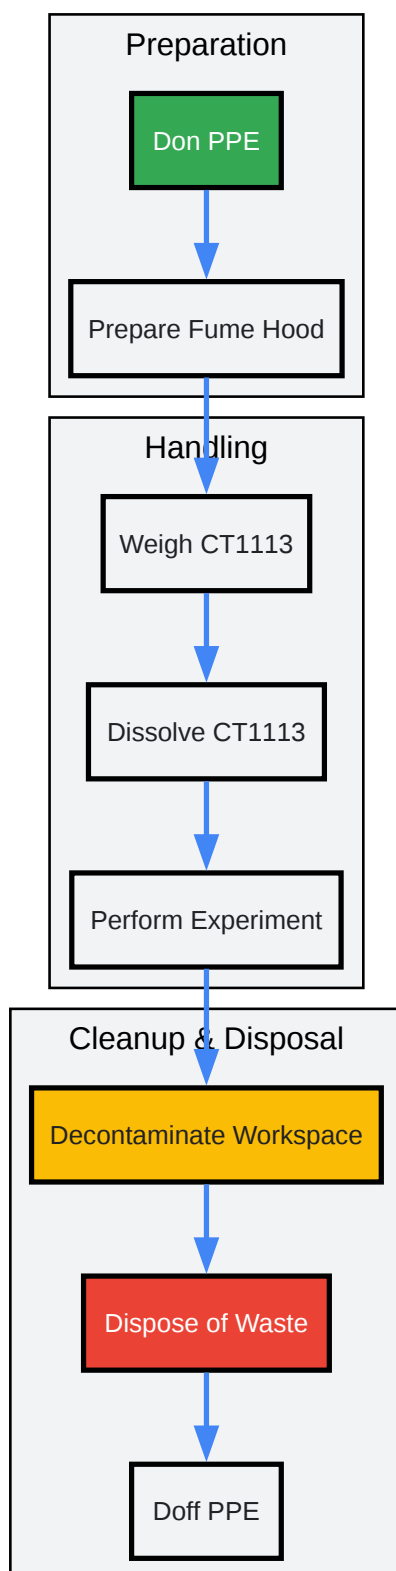 Preparation
Don PPE
Prepare Fume Hood
Handling
Weigh CT1113
Dissolve CT1113
Perform Experiment
Cleanup & Disposal
Decontaminate Workspace
Dispose of Waste
Doff PPE